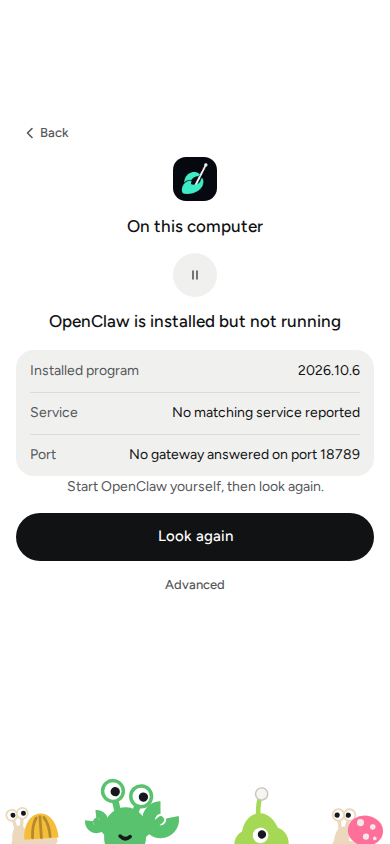 Back
On this computer
OpenClaw is installed but not running
Installed program 2026.10.6
Service No matching service reported
Port No gateway answered on port 18789
Start OpenClaw yourself, then look again.
Look again
Advanced